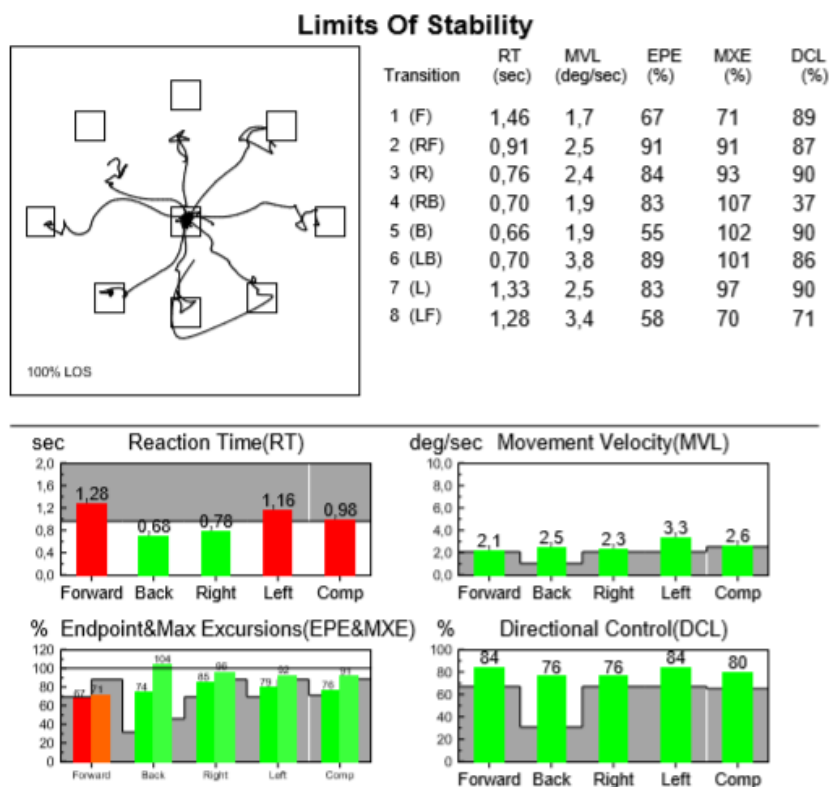 Limits Of Stability
RT MVL EPE MXE DCL
Transition (sec) (deg/sec) (%) (%) (%)
1 (F) 1,46 1,7 67 71 89
2 (RF) 0,91 2,5 91 91 87
3 (R) 0,76 2,4 84 93 90
4 (RB) 0,70 1,9 83 107 37
5 (B) 0,66 1,9 55 102 90
6 (LB) 0,70 3,8 89 101 86
7 (L) 1,33 2,5 83 97 90
8 (LF) 1,28 3,4 58 70 71
100% LOS
sec Reaction Time(RT)
2,0
1,6
1,2
0,8
0,4
0,0
1,28 0,68 0,78 1,16 0,98
Forward Back Right Left Comp
deg/sec Movement Velocity(MVL)
10,0
8,0
6,0
4,0
2,0
0,0
2,1 2,5 2,3 3,3 2,6
Forward Back Right Left Comp
% Endpoint&Max Excursions(EPE&MXE)
120
100
80
60
40
20
0
67 71 74 104 85 96 79 92 76 91
Forward Back Right Left Comp
% Directional Control(DCL)
100
80
60
40
20
0
84 76 76 84 80
Forward Back Right Left Comp